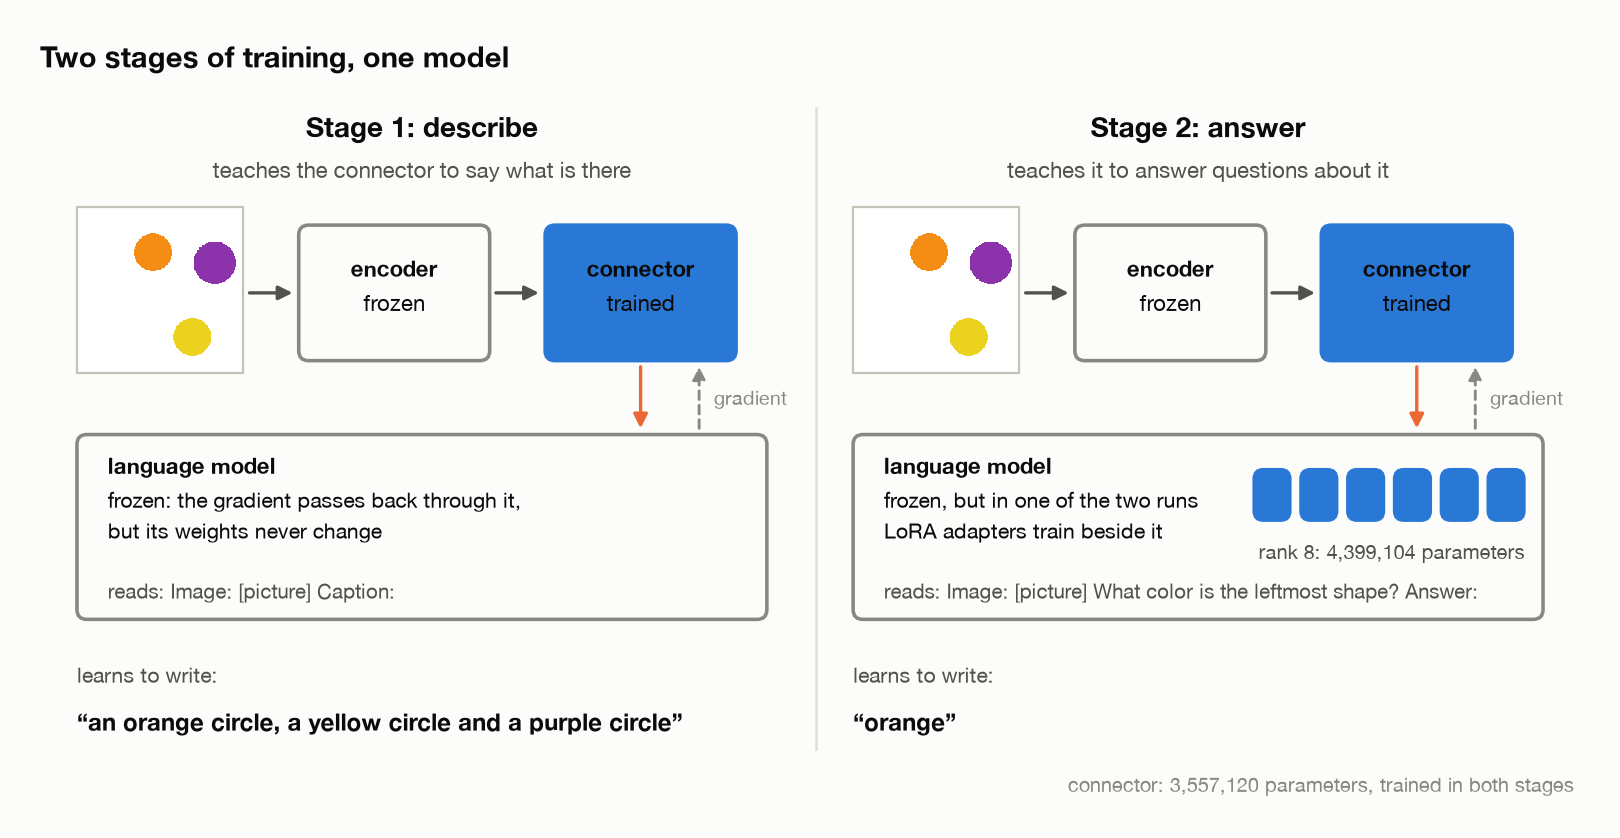 Two stages of training, one model
Stage 1: describe
teaches the connector to say what is there
encoder
frozen
connector
trained
gradient
language model
frozen: the gradient passes back through it,
but its weights never change
reads: Image: [picture] Caption:
learns to write:
“an orange circle, a yellow circle and a purple circle”
Stage 2: answer
teaches it to answer questions about it
encoder
frozen
connector
trained
gradient
language model
frozen, but in one of the two runs
LoRA adapters train beside it
rank 8: 4,399,104 parameters
reads: Image: [picture] What color is the leftmost shape? Answer:
learns to write:
“orange”
connector: 3,557,120 parameters, trained in both stages